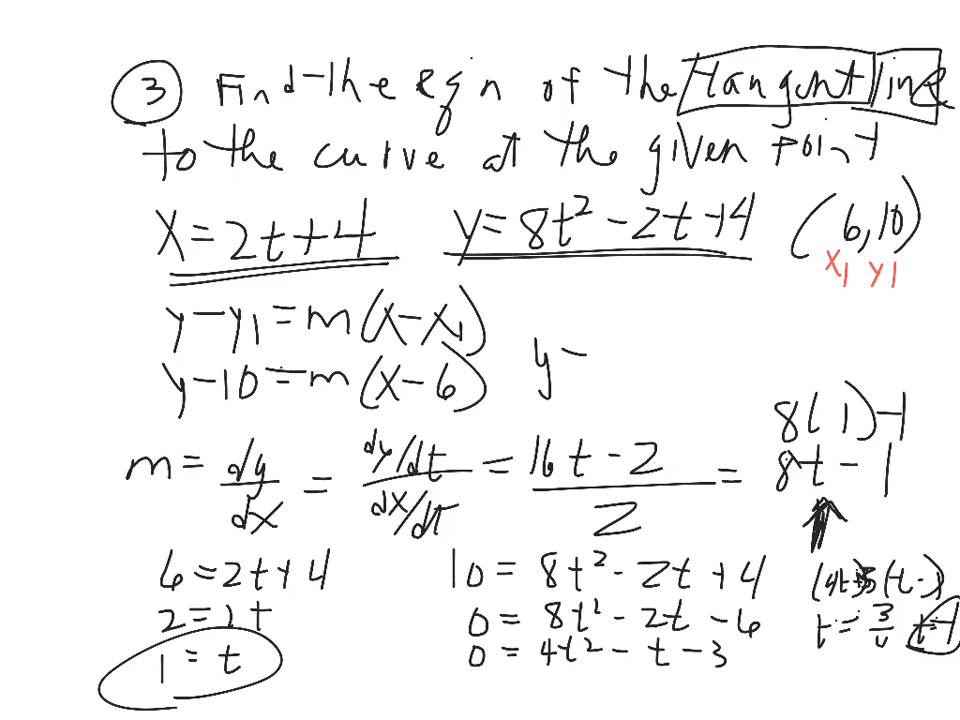 3 Find the eqn of the tangent line
to the curve at the given point
x = 2t + 4 y = 8t² - 2t + 4 (6, 10)
x1 y1
y - y1 = m(x - x1)
y - 10 = m(x - 6) y =
8(1) - 1
m = dy/dx = (dy/dt)/(dx/dt) = (16t - 2)/2 = 8t - 1
6 = 2t + 4 10 = 8t² - 2t + 4
2 = 2t 0 = 8t² - 2t - 6 t =
1 = t 0 = 4t² - t - 3